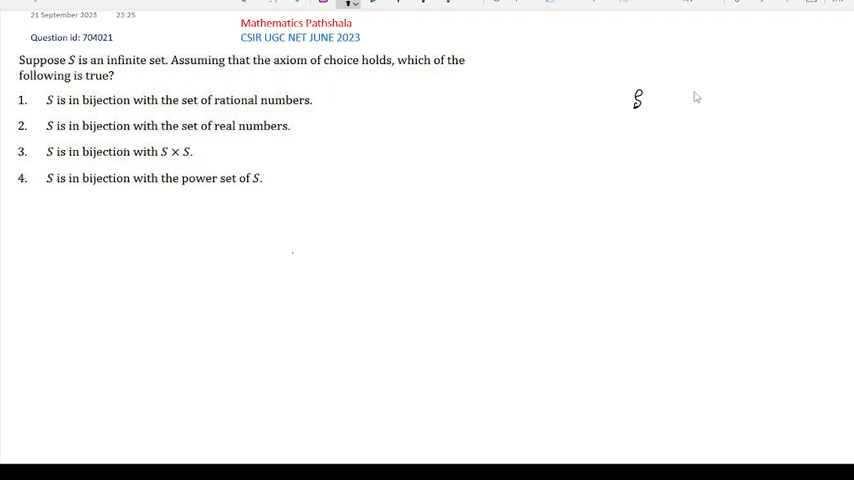 21 September 2023 23:25
Mathematics Pathshala
Question id: 704021 CSIR UGC NET JUNE 2023
Suppose S is an infinite set. Assuming that the axiom of choice holds, which of the
following is true?
1. S is in bijection with the set of rational numbers.
2. S is in bijection with the set of real numbers.
3. S is in bijection with S × S.
4. S is in bijection with the power set of S.